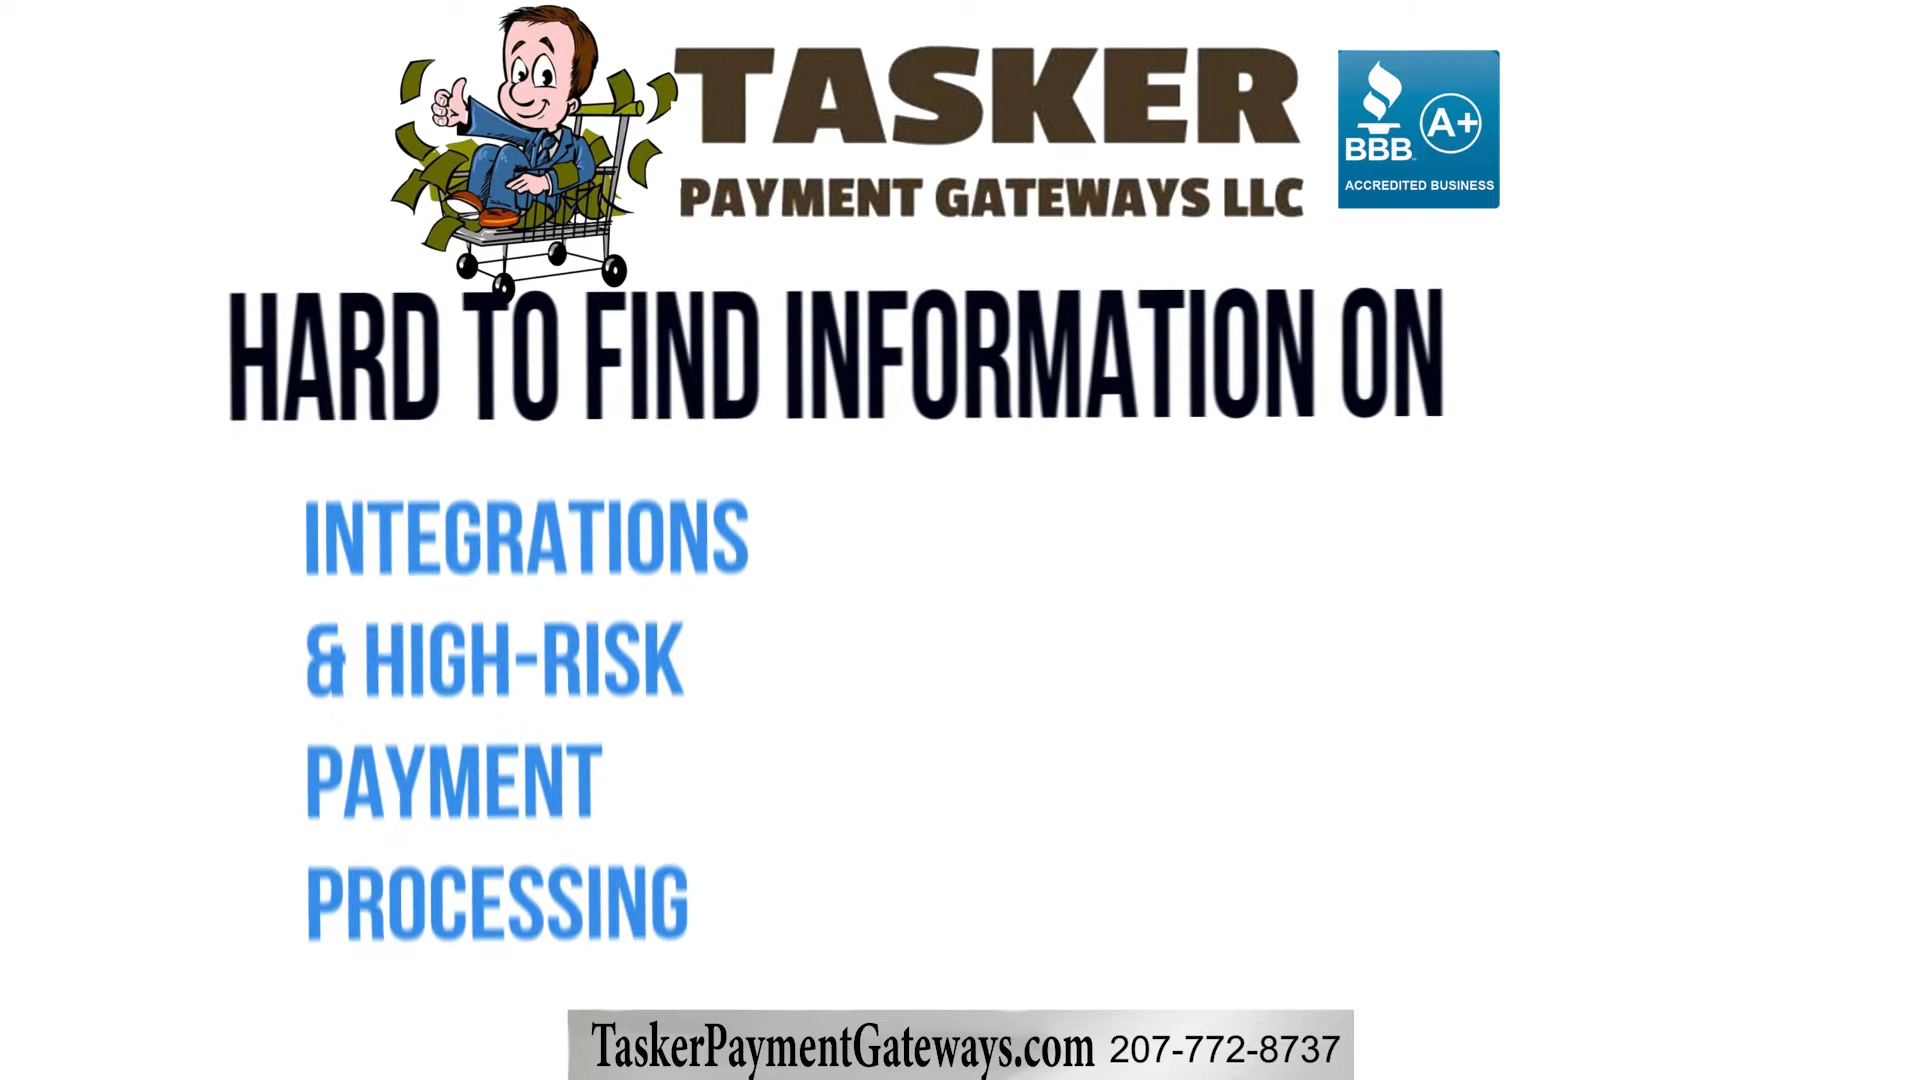 TASKER
PAYMENT GATEWAYS LLC
BBB A+
ACCREDITED BUSINESS
HARD TO FIND INFORMATION ON
INTEGRATIONS
& HIGH-RISK
PAYMENT
PROCESSING
TaskerPaymentGateways.com 207-772-8737